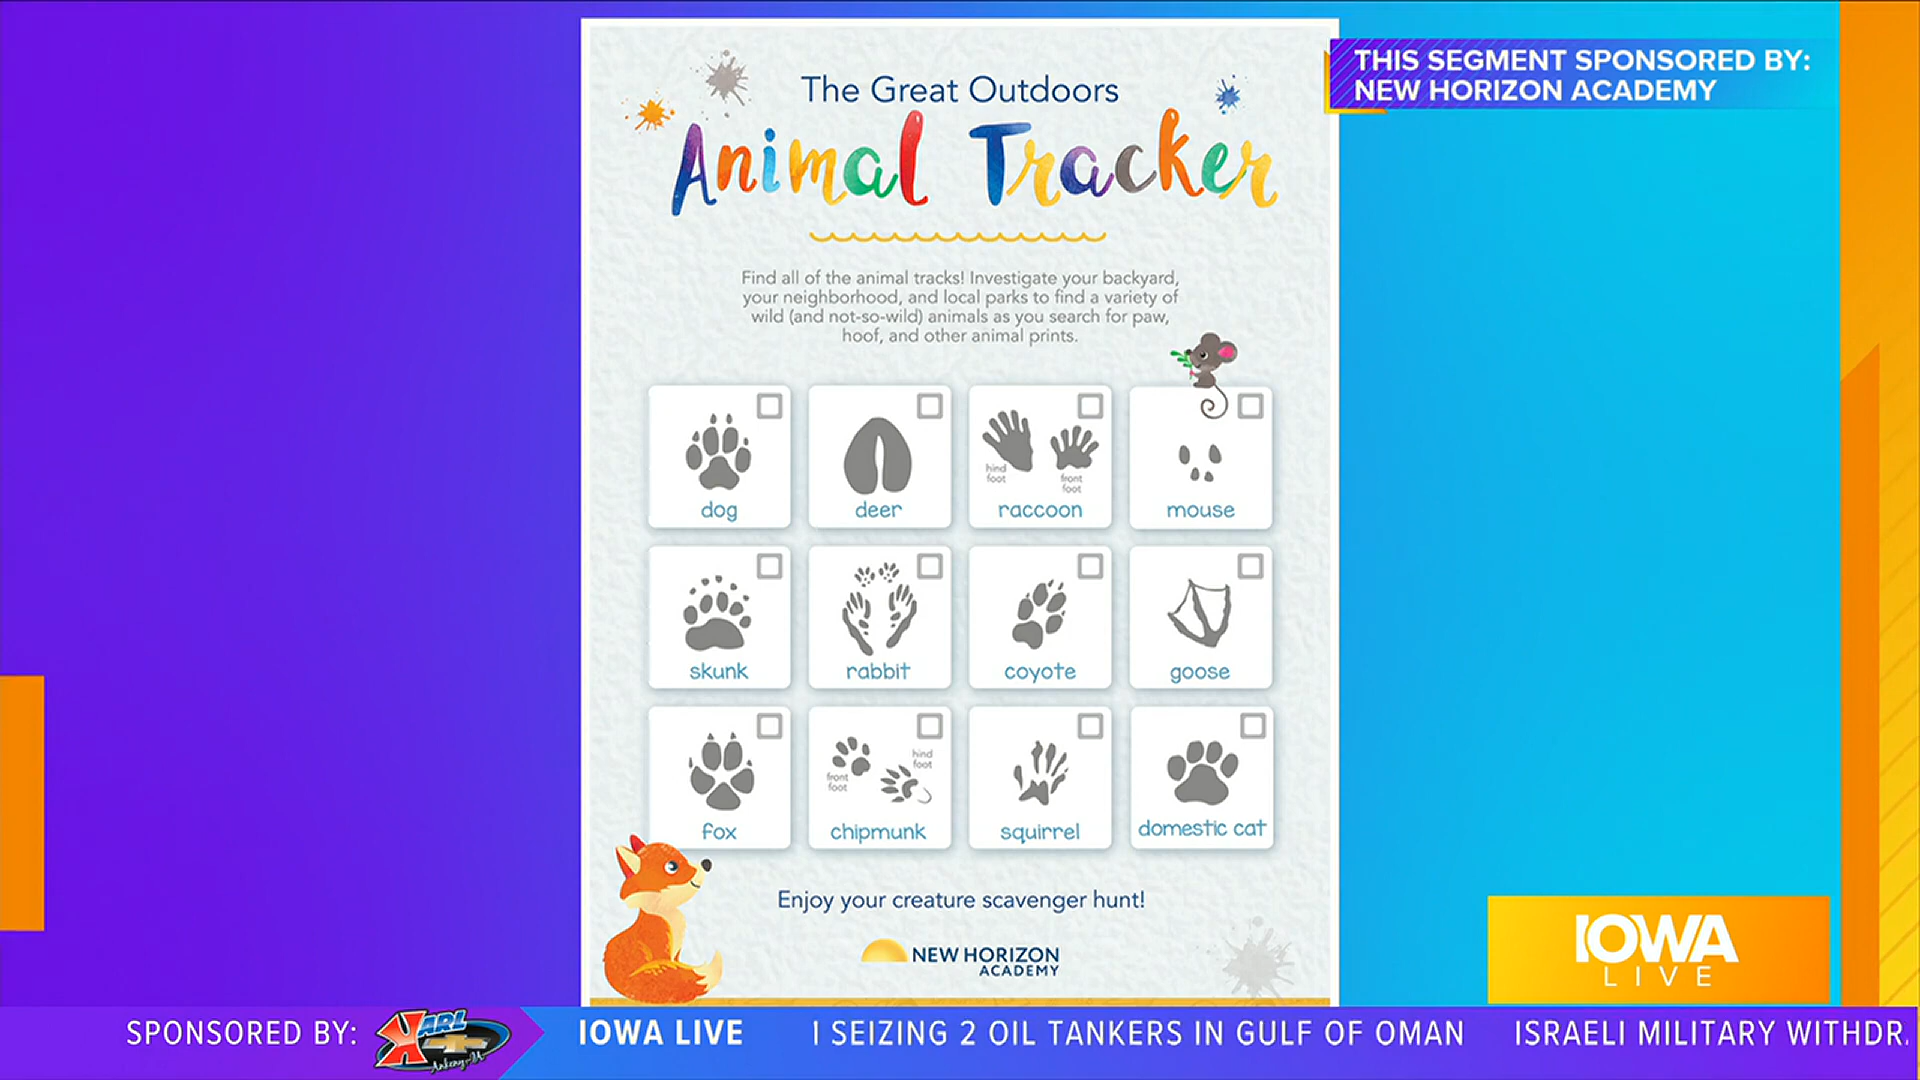 THIS SEGMENT SPONSORED BY:
NEW HORIZON ACADEMY
The Great Outdoors
Animal Tracker
Find all of the animal tracks! Investigate your backyard,
your neighborhood, and local parks to find a variety of
wild (and not-so-wild) animals as you search for paw,
hoof, and other animal prints.
dog
deer
hind
foot
front
foot
raccoon
mouse
skunk
rabbit
coyote
goose
fox
front
foot
hind
foot
chipmunk
squirrel
domestic cat
Enjoy your creature scavenger hunt!
NEW HORIZON
ACADEMY
IOWA
LIVE
SPONSORED BY:
KARL
Ankeny, IA
IOWA LIVE
I SEIZING 2 OIL TANKERS IN GULF OF OMAN
ISRAELI MILITARY WITHDR